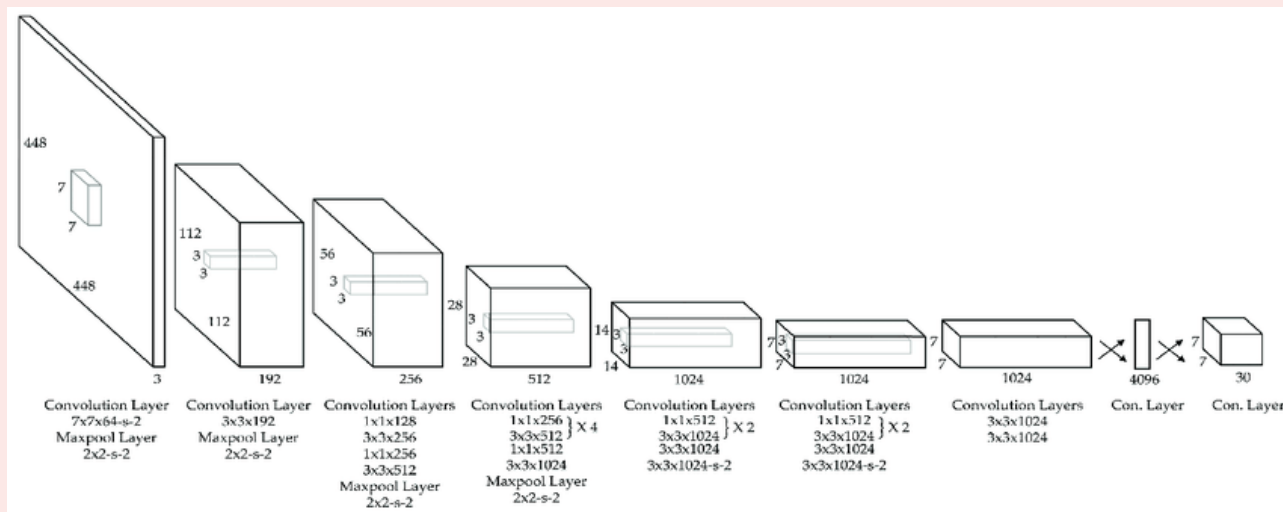 448
7
7
448
3
112
3
3
112
192
56
3
3
56
256
28
3
3
28
512
14
3
3
14
1024
7
3
3
7
1024
7
7
1024
4096
7
7
30
Convolution Layer
7x7x64-s-2
Maxpool Layer
2x2-s-2
Convolution Layer
3x3x192
Maxpool Layer
2x2-s-2
Convolution Layers
1x1x128
3x3x256
1x1x256
3x3x512
Maxpool Layer
2x2-s-2
Convolution Layers
1x1x256
3x3x512
} X 4
1x1x512
3x3x1024
Maxpool Layer
2x2-s-2
Convolution Layers
1x1x512
3x3x1024
} X 2
3x3x1024
3x3x1024-s-2
Convolution Layers
1x1x512
3x3x1024
} X 2
3x3x1024
3x3x1024-s-2
Convolution Layers
3x3x1024
3x3x1024
Con. Layer
Con. Layer